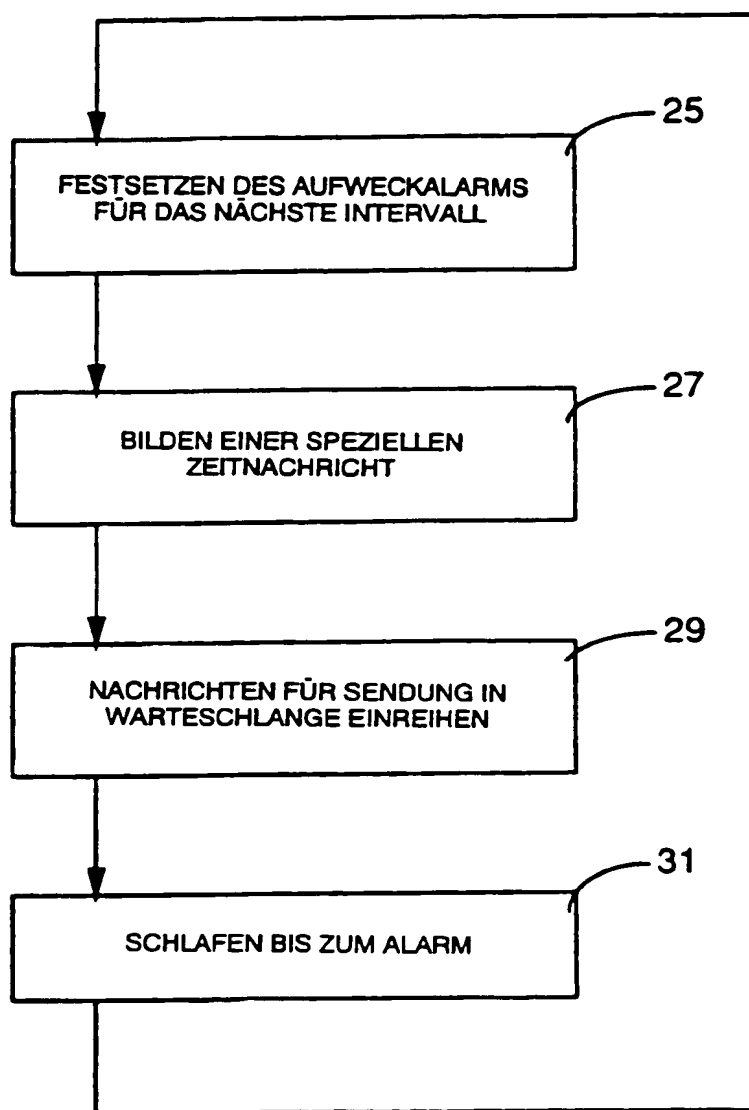 25
FESTSETZEN DES AUFWECKALARMS
FÜR DAS NÄCHSTE INTERVALL
27
BILDEN EINER SPEZIELLEN
ZEITNACHRICHT
29
NACHRICHTEN FÜR SENDUNG IN
WARTESCHLANGE EINREIHEN
31
SCHLAFEN BIS ZUM ALARM